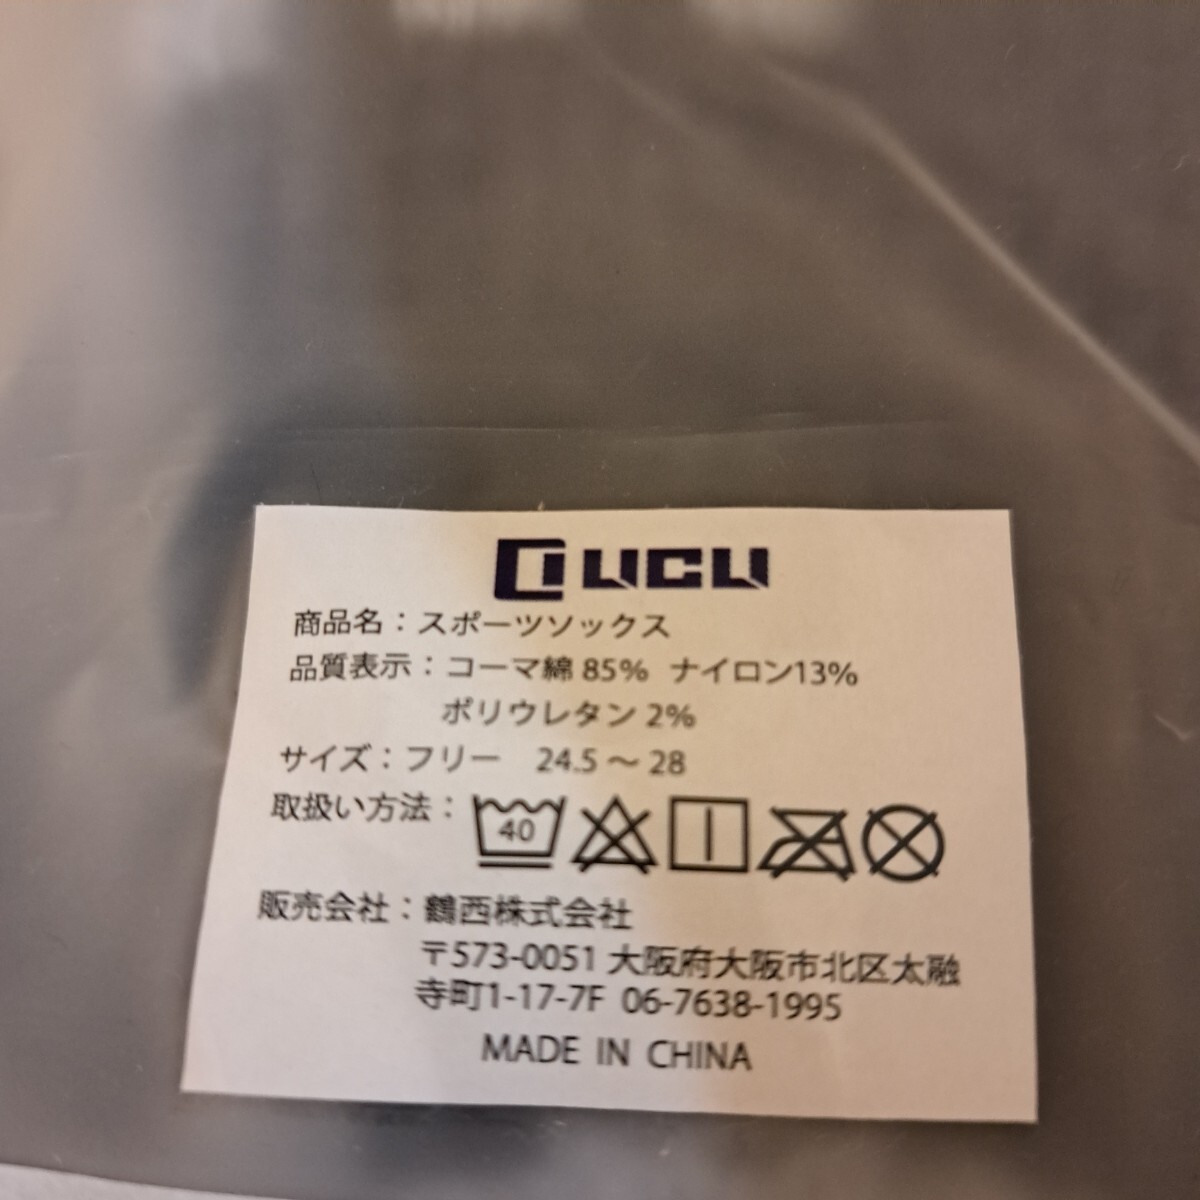 CUCU
商品名：スポーツソックス
品質表示：コーマ綿 85% ナイロン13%
ポリウレタン 2%
サイズ：フリー 24.5～28
取扱い方法： 40
販売会社：鶴西株式会社
〒573-0051 大阪府大阪市北区太融
寺町1-17-7F 06-7638-1995
MADE IN CHINA